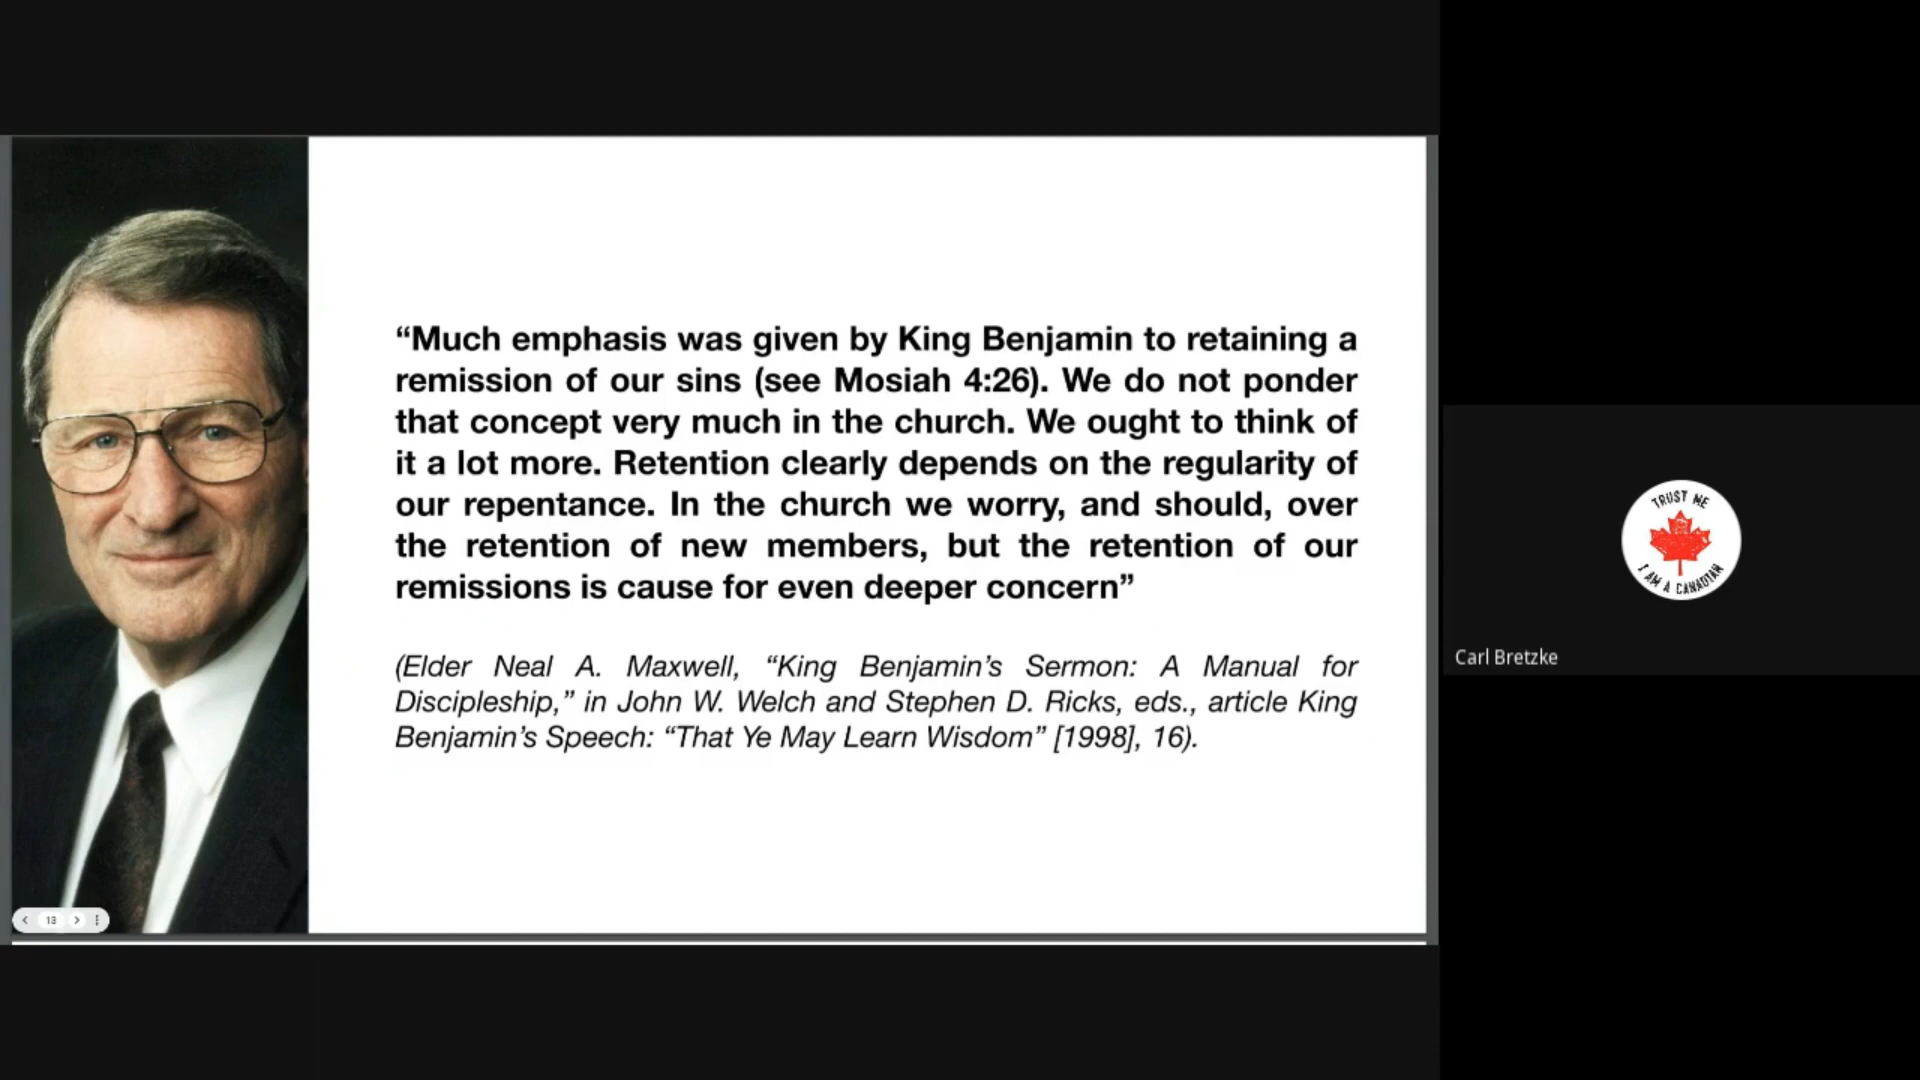 “Much emphasis was given by King Benjamin to retaining a
remission of our sins (see Mosiah 4:26). We do not ponder
that concept very much in the church. We ought to think of
it a lot more. Retention clearly depends on the regularity of
our repentance. In the church we worry, and should, over
the retention of new members, but the retention of our
remissions is cause for even deeper concern”
(Elder Neal A. Maxwell, “King Benjamin’s Sermon: A Manual for
Discipleship,” in John W. Welch and Stephen D. Ricks, eds., article King
Benjamin’s Speech: “That Ye May Learn Wisdom” [1998], 16).
13
TRUST ME
I AM A CANADIAN
Carl Bretzke